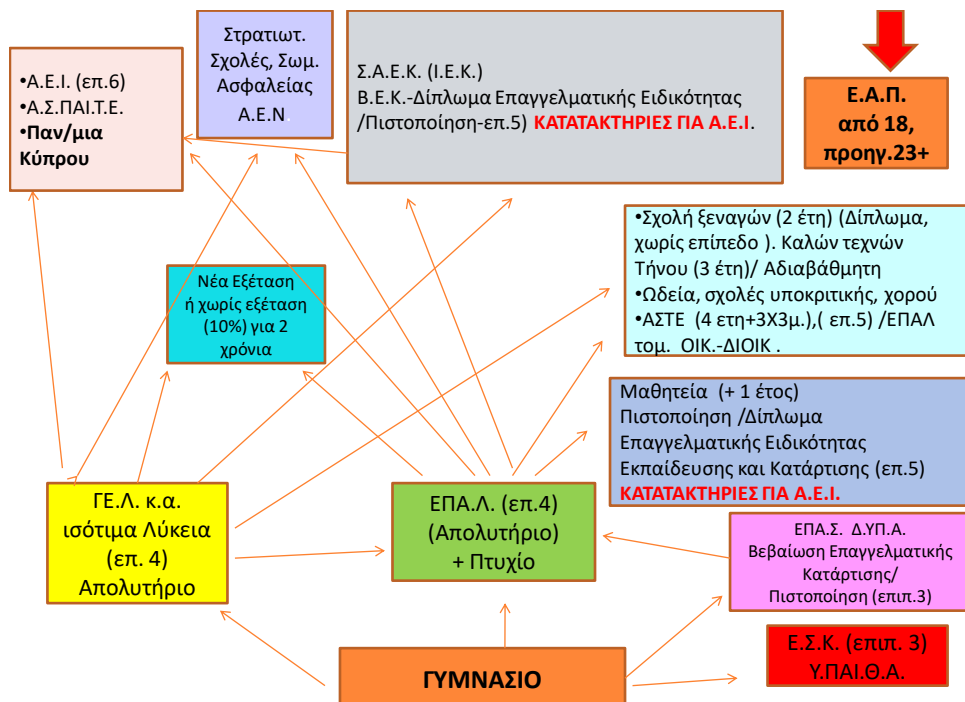 •Α.Ε.Ι. (επ.6)
•Α.Σ.ΠΑΙ.Τ.Ε.
•Παν/μια
Κύπρου
Στρατιωτ.
Σχολές, Σωμ.
Ασφαλείας
Α.Ε.Ν.
Σ.Α.Ε.Κ. (Ι.Ε.Κ.)
Β.Ε.Κ.-Δίπλωμα Επαγγελματικής Ειδικότητας
/Πιστοποίηση-επ.5) ΚΑΤΑΤΑΚΤΗΡΙΕΣ ΓΙΑ Α.Ε.Ι.
Ε.Α.Π.
από 18,
προηγ.23+
•Σχολή ξεναγών (2 έτη) (Δίπλωμα,
χωρίς επίπεδο ). Καλών τεχνών
Τήνου (3 έτη)/ Αδιαβάθμητη
•Ωδεία, σχολές υποκριτικής, χορού
•ΑΣΤΕ (4 ετη+3Χ3μ.),( επ.5) /ΕΠΑΛ
τομ. ΟΙΚ.-ΔΙΟΙΚ .
Νέα Εξέταση
ή χωρίς εξέταση
(10%) για 2
χρόνια
Μαθητεία (+ 1 έτος)
Πιστοποίηση /Δίπλωμα
Επαγγελματικής Ειδικότητας
Εκπαίδευσης και Κατάρτισης (επ.5)
ΚΑΤΑΤΑΚΤΗΡΙΕΣ ΓΙΑ Α.Ε.Ι.
ΓΕ.Λ. κ.α.
ισότιμα Λύκεια
(επ. 4)
Απολυτήριο
ΕΠΑ.Λ. (επ.4)
(Απολυτήριο)
+ Πτυχίο
ΕΠΑ.Σ. Δ.ΥΠ.Α.
Βεβαίωση Επαγγελματικής
Κατάρτισης/
Πιστοποίηση (επιπ.3)
Ε.Σ.Κ. (επιπ. 3)
Υ.ΠΑΙ.Θ.Α.
ΓΥΜΝΑΣΙΟ